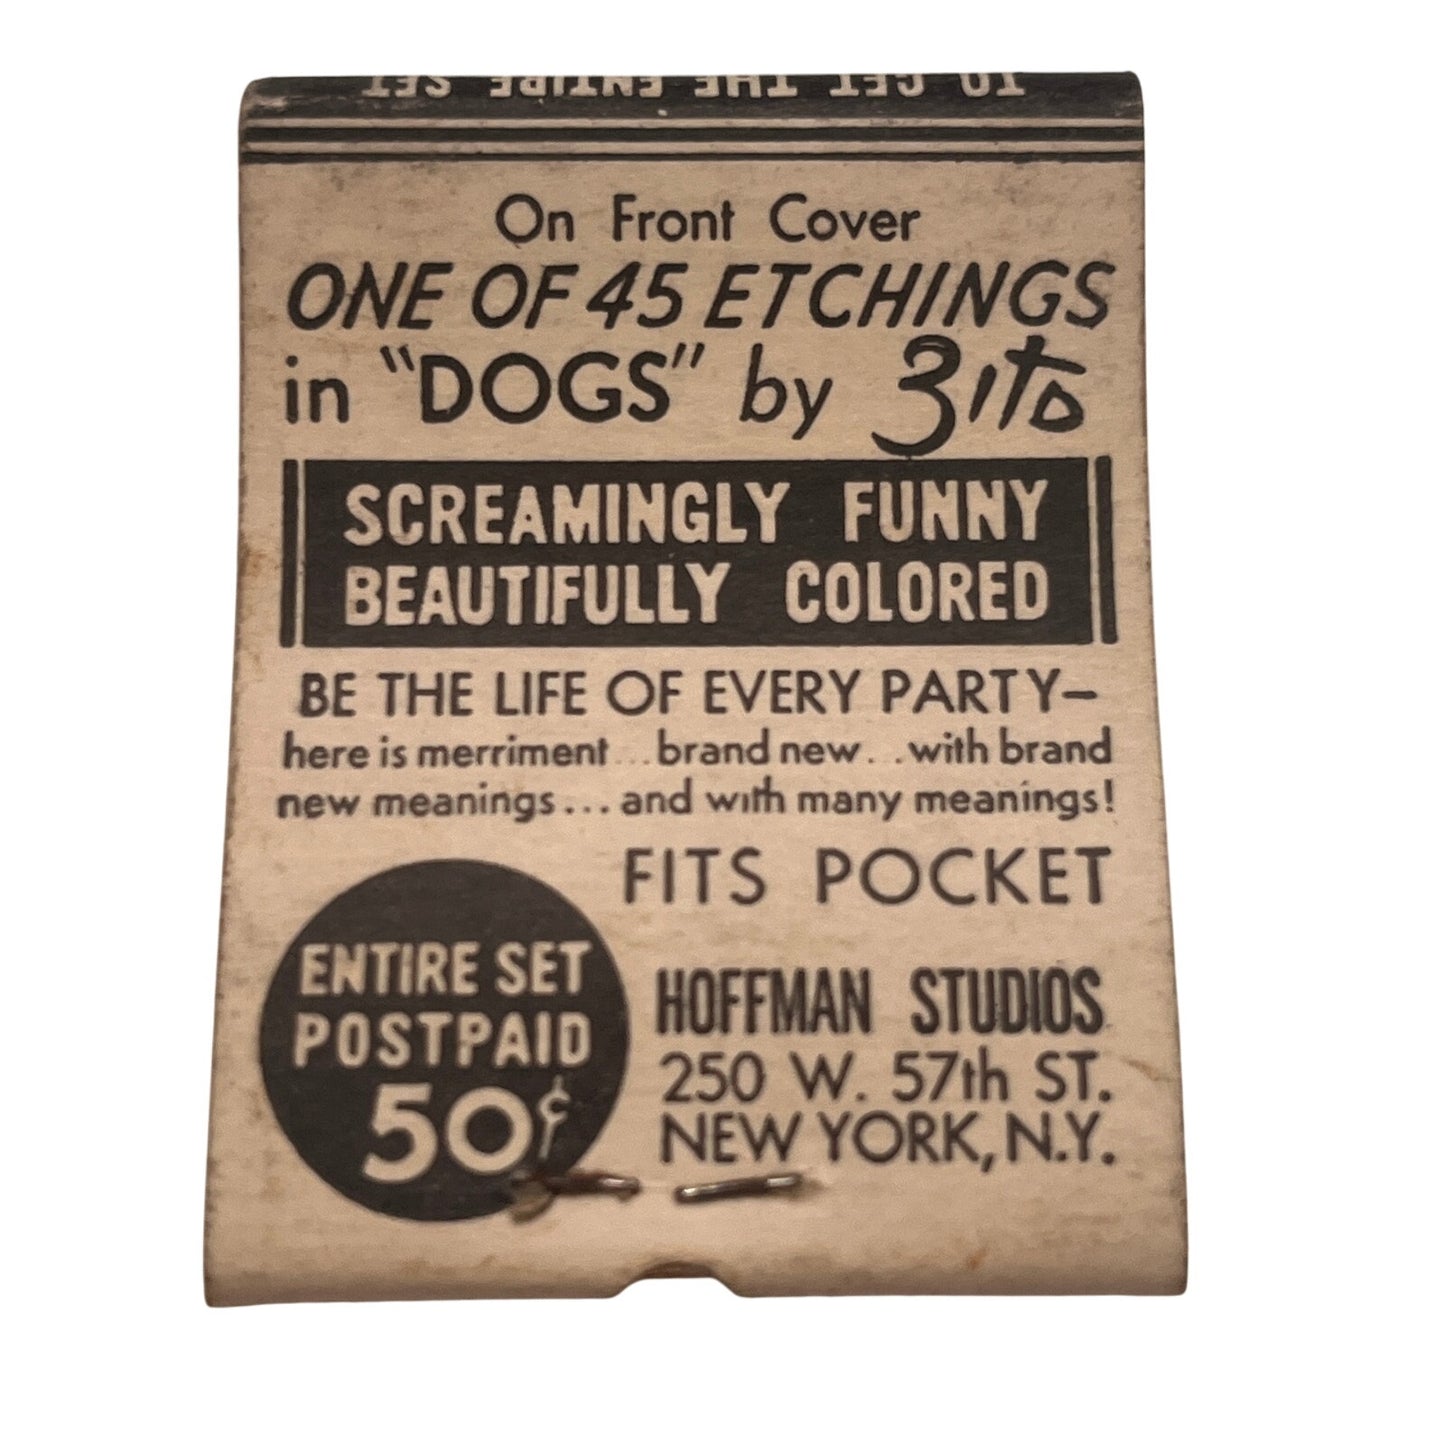 TO GET THE ENTIRE SET
On Front Cover
ONE OF 45 ETCHINGS
in "DOGS" by Zito
SCREAMINGLY FUNNY
BEAUTIFULLY COLORED
BE THE LIFE OF EVERY PARTY—
here is merriment...brand new...with brand
new meanings...and with many meanings!
FITS POCKET
ENTIRE SET
POSTPAID
50¢
HOFFMAN STUDIOS
250 W. 57th ST.
NEW YORK, N.Y.